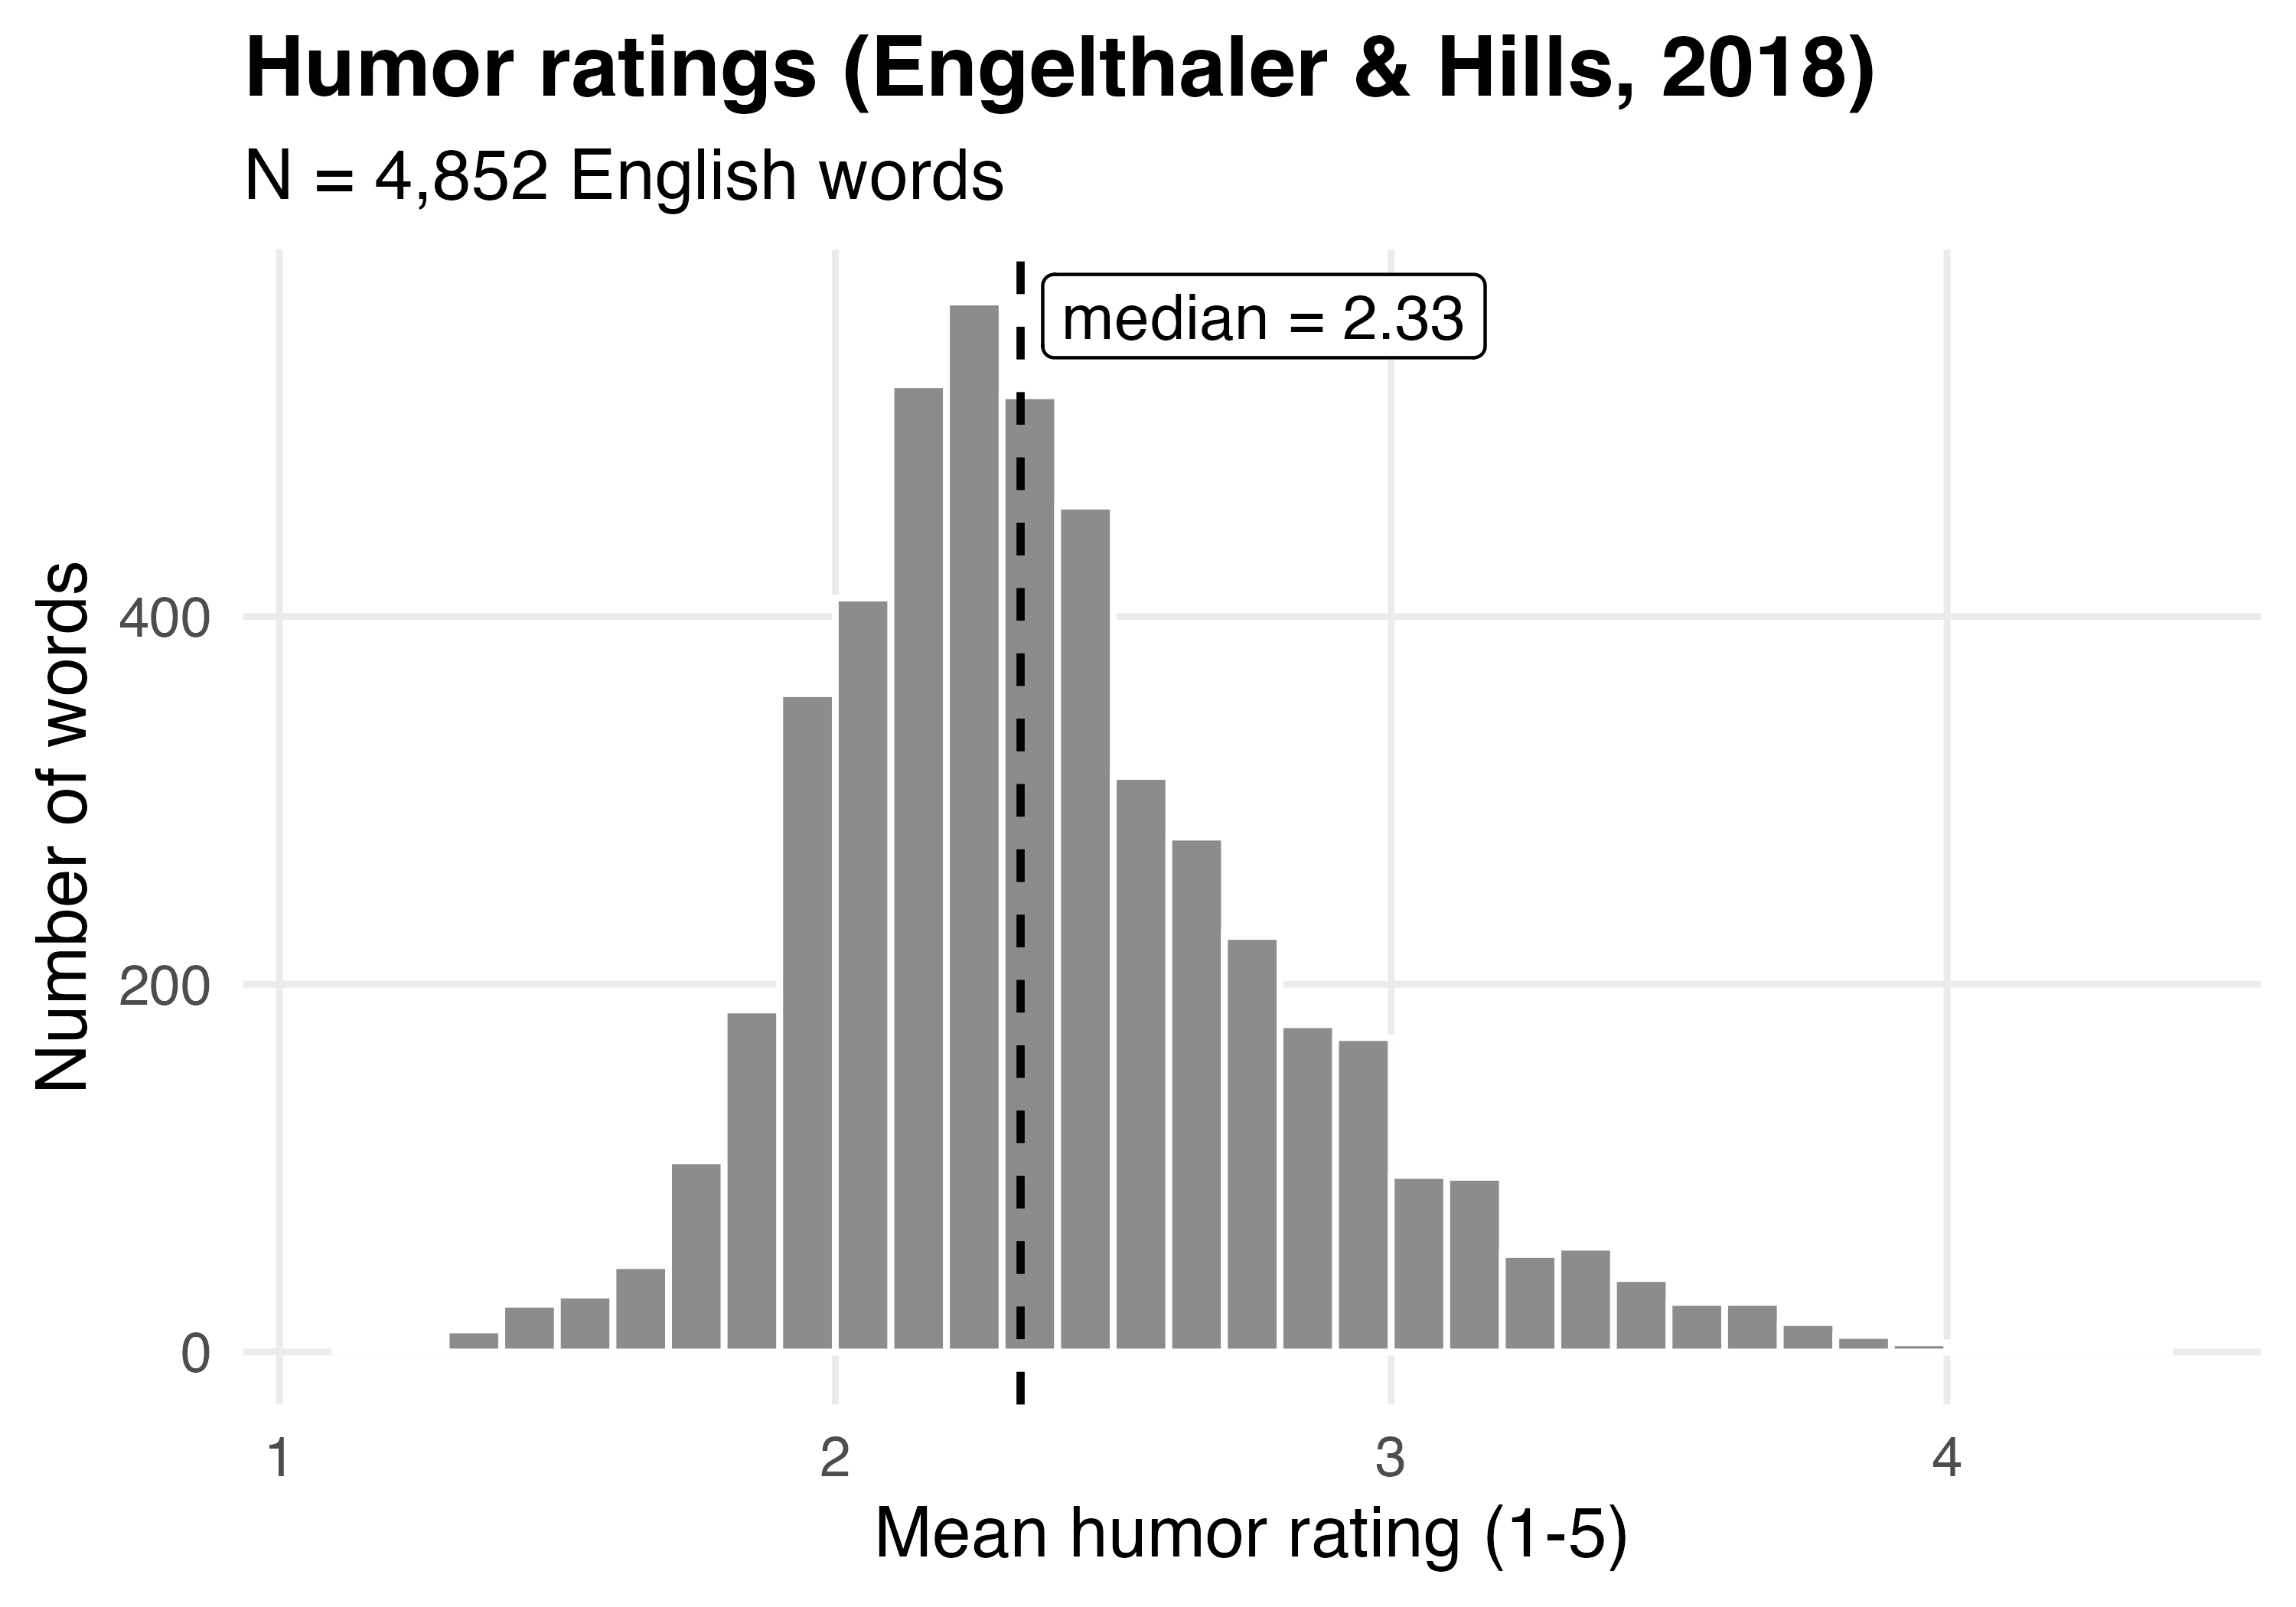 Humor ratings (Engelthaler & Hills, 2018)
N = 4,852 English words
median = 2.33
Number of words
400
200
0
1
2
3
4
Mean humor rating (1-5)